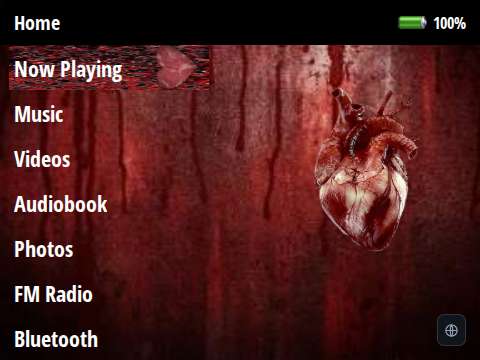 Home
100%
Now Playing
Music
Videos
Audiobook
Photos
FM Radio
Bluetooth